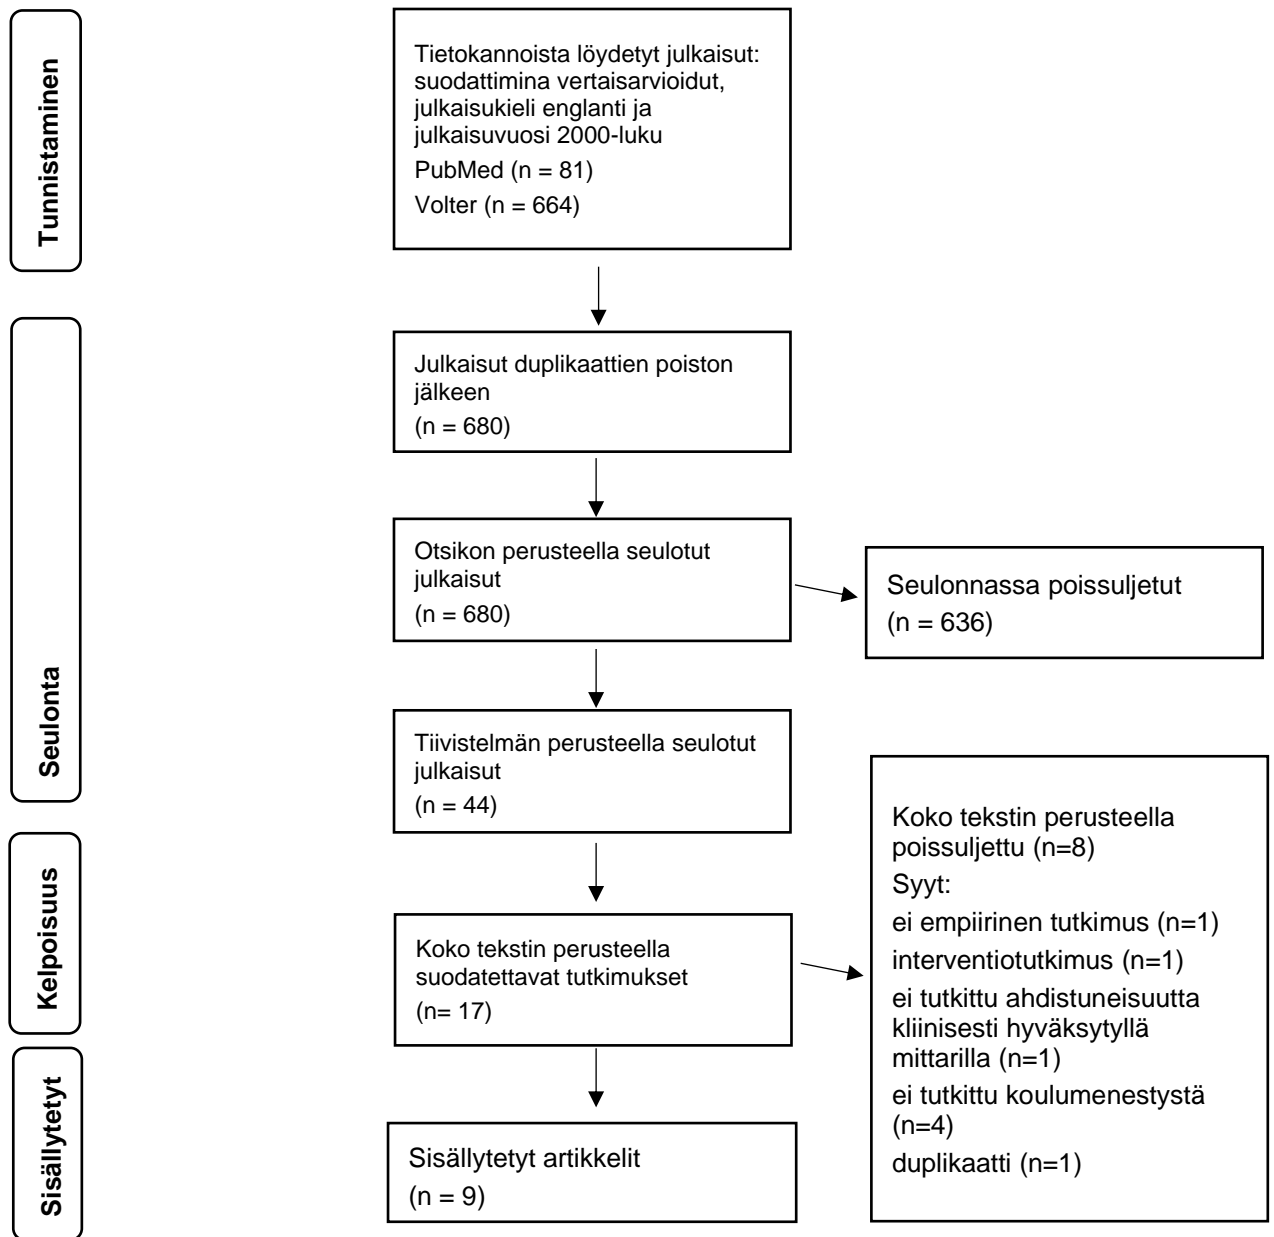 Tunnistaminen
Tietokannoista löydetyt julkaisut:
suodattimina vertaisarvioidut,
julkaisukieli englanti ja
julkaisuvuosi 2000-luku
PubMed (n = 81)
Volter (n = 664)
Seulonta
Julkaisut duplikaattien poiston
jälkeen
(n = 680)
Otsikon perusteella seulotut
julkaisut
(n = 680)
Seulonnassa poissuljetut
(n = 636)
Tiivistelmän perusteella seulotut
julkaisut
(n = 44)
Kelpoisuus
Koko tekstin perusteella
suodatettavat tutkimukset
(n= 17)
Koko tekstin perusteella
poissuljettu (n=8)
Syyt:
ei empiirinen tutkimus (n=1)
interventiotutkimus (n=1)
ei tutkittu ahdistuneisuutta
kliinisesti hyväksytyllä
mittarilla (n=1)
ei tutkittu koulumenestystä
(n=4)
duplikaatti (n=1)
Sisällytetyt
Sisällytetyt artikkelit
(n = 9)